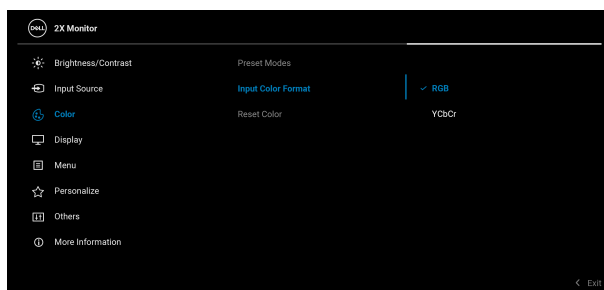 DELL 2X Monitor
Brightness/Contrast Preset Modes
Input Source Input Color Format RGB
Color Reset Color YCbCr
Display
Menu
Personalize
Others
More Information
Exit